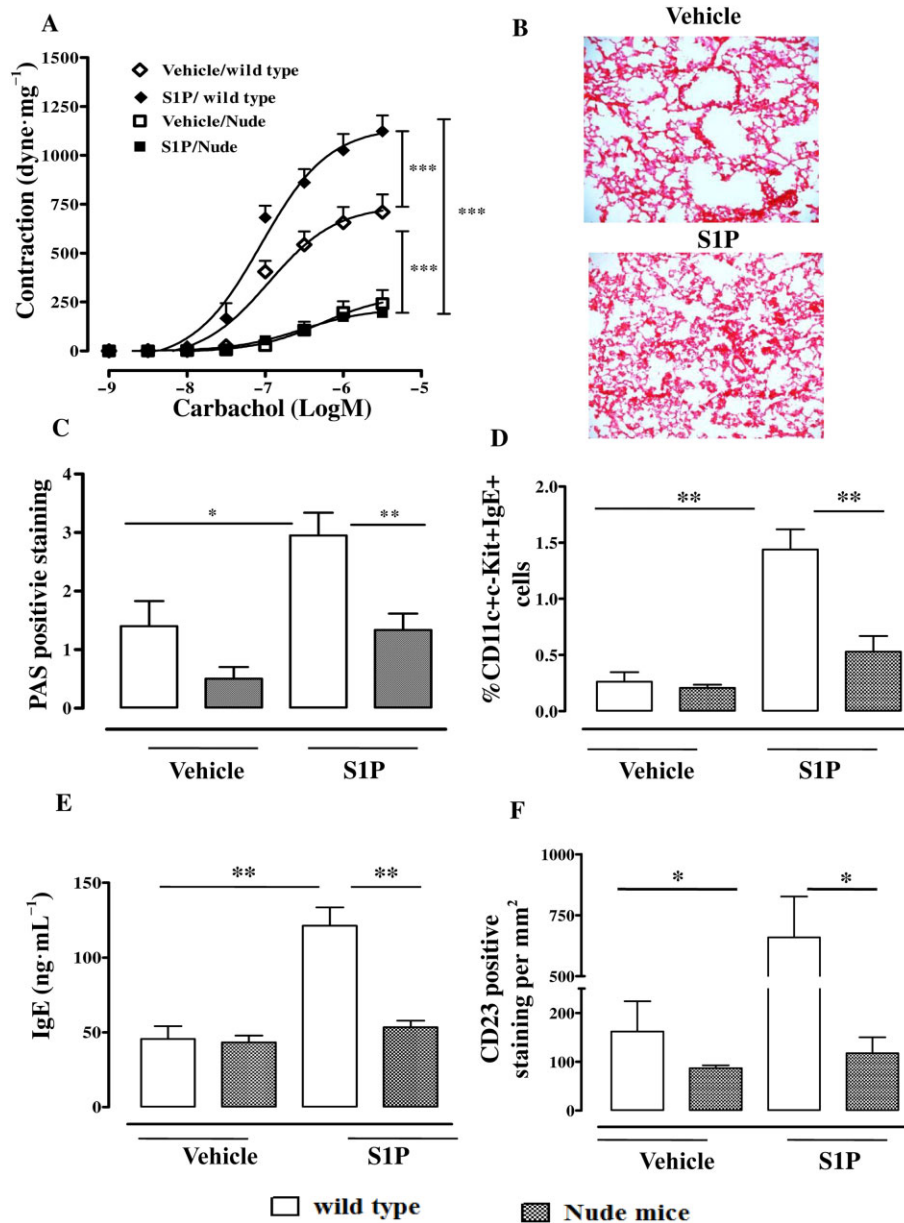 A
Contraction (dyne·mg⁻¹)
1500
1250
1000
750
500
250
0
Vehicle/wild type
S1P/ wild type
Vehicle/Nude
S1P/Nude
***
***
***
−9
−8
−7
−6
−5
Carbachol (LogM)
B
Vehicle
S1P
C
PAS positivie staining
4
3
2
1
0
*
**
Vehicle
S1P
D
%CD11c+c-Kit+IgE+
cells
2.0
1.5
1.0
0.5
0.0
**
**
Vehicle
S1P
E
IgE (ng·mL⁻¹)
150
100
50
0
**
**
Vehicle
S1P
F
CD23 positive
staining per mm²
1000
750
500
200
100
0
*
*
Vehicle
S1P
wild type
Nude mice